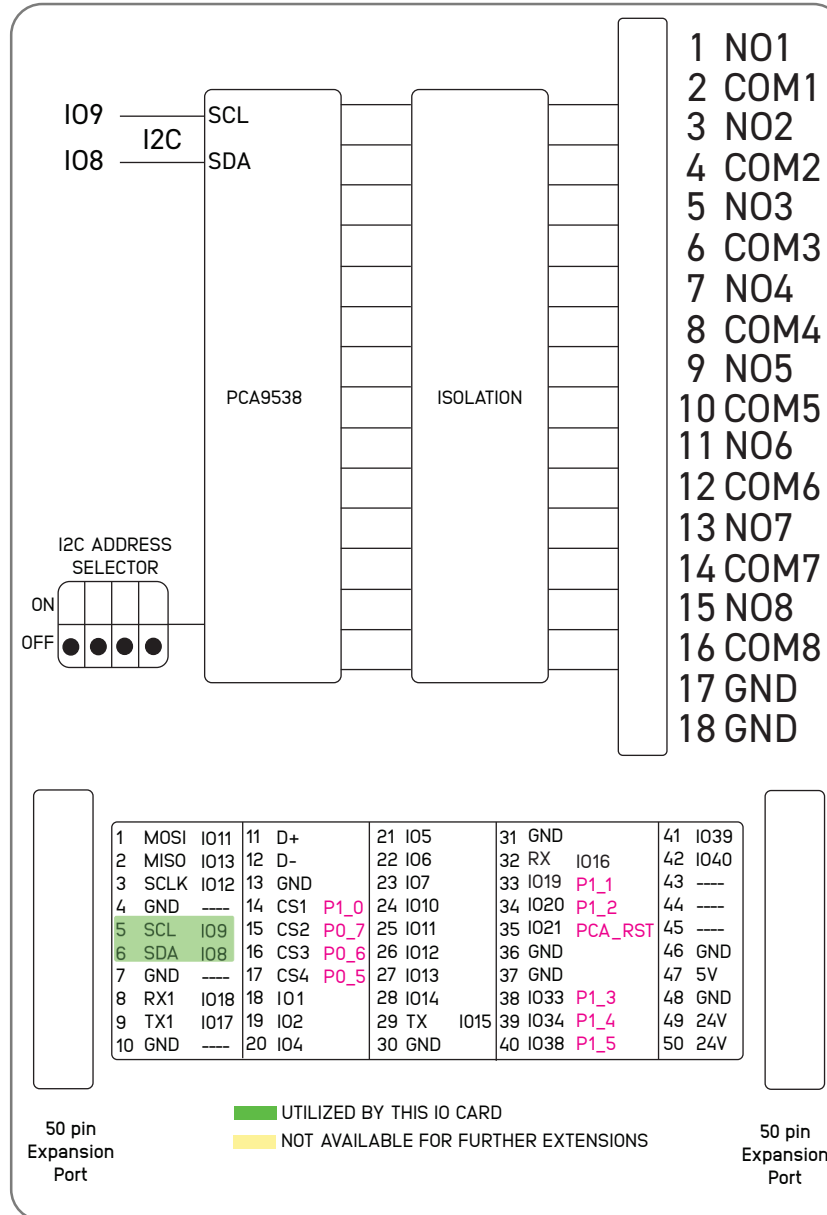 1 NO1
2 COM1
3 NO2
4 COM2
5 NO3
6 COM3
7 NO4
8 COM4
9 NO5
10 COM5
11 NO6
12 COM6
13 NO7
14 COM7
15 NO8
16 COM8
17 GND
18 GND
IO9
I2C
IO8
SCL
SDA
PCA9538
ISOLATION
I2C ADDRESS
SELECTOR
ON
OFF
1 MOSI IO11
2 MISO IO13
3 SCLK IO12
4 GND ----
5 SCL IO9
6 SDA IO8
7 GND ----
8 RX1 IO18
9 TX1 IO17
10 GND ----
11 D+
12 D-
13 GND
14 CS1 P1_0
15 CS2 P0_7
16 CS3 P0_6
17 CS4 P0_5
18 IO1
19 IO2
20 IO4
21 IO5
22 IO6
23 IO7
24 IO10
25 IO11
26 IO12
27 IO13
28 IO14
29 TX IO15
30 GND
31 GND
32 RX IO16
33 IO19 P1_1
34 IO20 P1_2
35 IO21 PCA_RST
36 GND
37 GND
38 IO33 P1_3
39 IO34 P1_4
40 IO38 P1_5
41 IO39
42 IO40
43 ----
44 ----
45 ----
46 GND
47 5V
48 GND
49 24V
50 24V
50 pin
Expansion
Port
UTILIZED BY THIS IO CARD
NOT AVAILABLE FOR FURTHER EXTENSIONS
50 pin
Expansion
Port